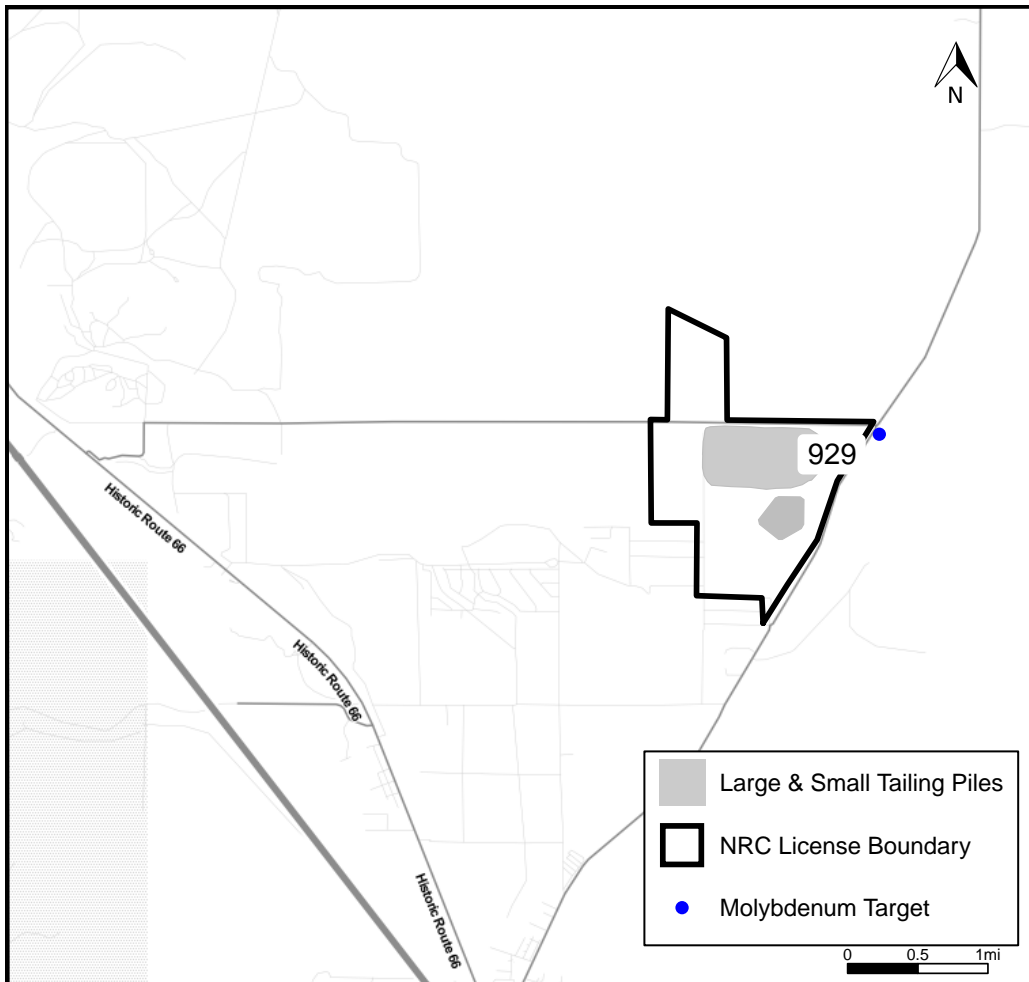 N
929
Historic Route 66
Historic Route 66
Historic Route 66
Large & Small Tailing Piles
NRC License Boundary
Molybdenum Target
0 0.5 1mi